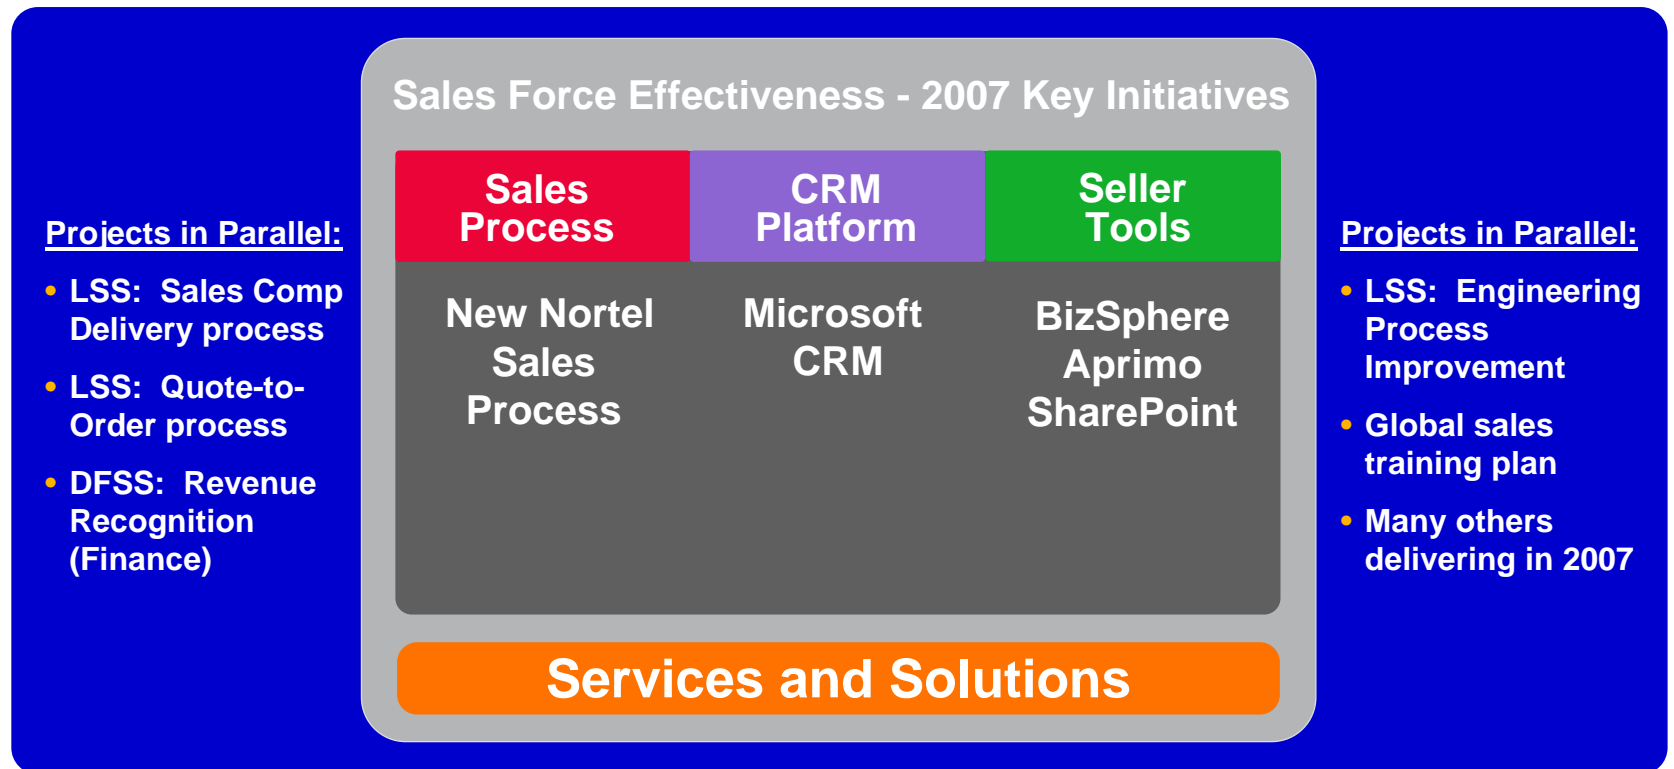 Sales Force Effectiveness - 2007 Key Initiatives
Projects in Parallel:
LSS: Sales Comp
Delivery process
LSS: Quote-to-
Order process
DFSS: Revenue
Recognition
(Finance)
Sales
Process
New Nortel
Sales
Process
CRM
Platform
Microsoft
CRM
Seller
Tools
BizSphere
Aprimo
SharePoint
Services and Solutions
Projects in Parallel:
LSS: Engineering
Process
Improvement
Global sales
training plan
Many others
delivering in 2007